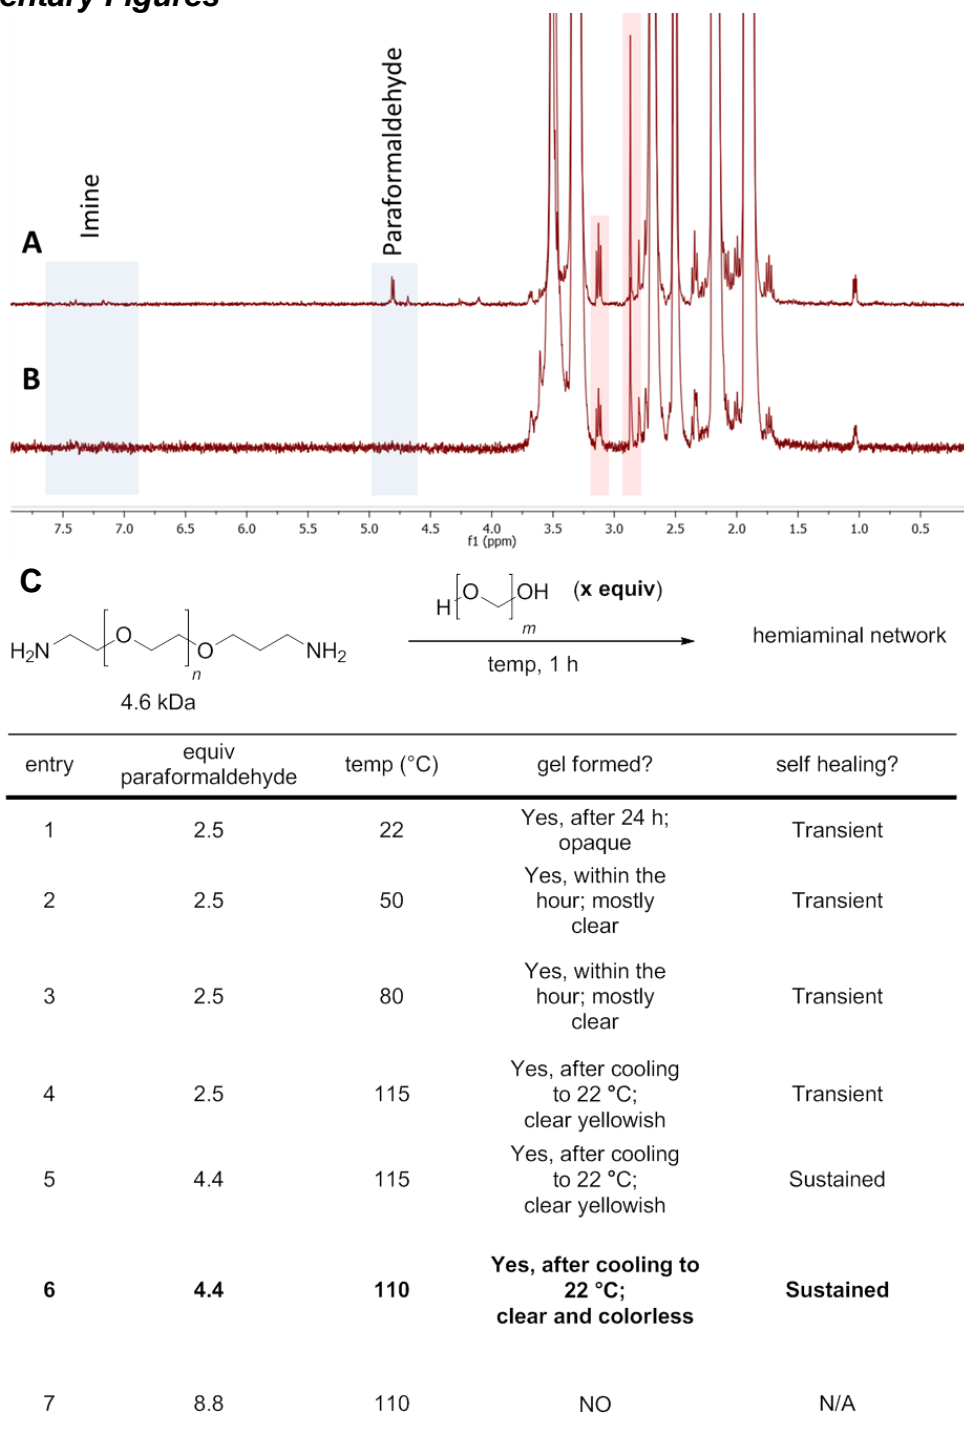 entary Figures
Imine
Paraformaldehyde
A
B
7.5 7.0 6.5 6.0 5.5 5.0 4.5 4.0 3.5 3.0 2.5 2.0 1.5 1.0 0.5
f1 (ppm)
C
H O OH (x equiv)
m
H2N O O NH2
n
4.6 kDa
temp, 1 h
hemiaminal network
entry equiv paraformaldehyde temp (°C) gel formed? self healing?
1 2.5 22 Yes, after 24 h;
opaque Transient
2 2.5 50 Yes, within the
hour; mostly
clear Transient
3 2.5 80 Yes, within the
hour; mostly
clear Transient
4 2.5 115 Yes, after cooling
to 22 °C;
clear yellowish Transient
5 4.4 115 Yes, after cooling
to 22 °C;
clear yellowish Sustained
6 4.4 110 Yes, after cooling to
22 °C;
clear and colorless Sustained
7 8.8 110 NO N/A